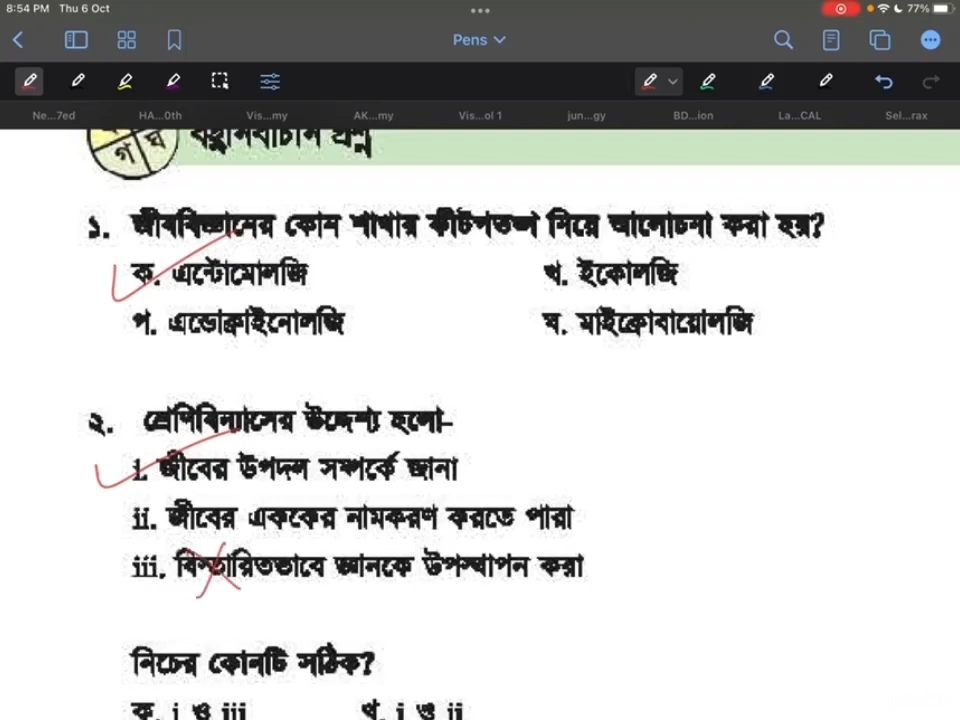 8:54 PM Thu 6 Oct 77%
Pens
Ne...7ed HA...0th Vis...my AK...my Vis...ol 1 jun...gy BD...ion La...CAL Sel...rax
গ ঘ বহুনির্বাচনি প্রশ্ন
১. জীববিজ্ঞানের কোন শাখায় কীটপতঙ্গ নিয়ে আলোচনা করা হয়?
ক. এন্টোমোলজি খ. ইকোলজি
গ. এন্ডোক্রাইনোলজি ঘ. মাইক্রোবায়োলজি
২. শ্রেণিবিন্যাসের উদ্দেশ্য হলো-
i. জীবের উপদল সম্পর্কে জানা
ii. জীবের এককের নামকরণ করতে পারা
iii. বিস্তারিতভাবে জ্ঞানকে উপস্থাপন করা
নিচের কোনটি সঠিক?
ক. i ও iii খ. i ও ii